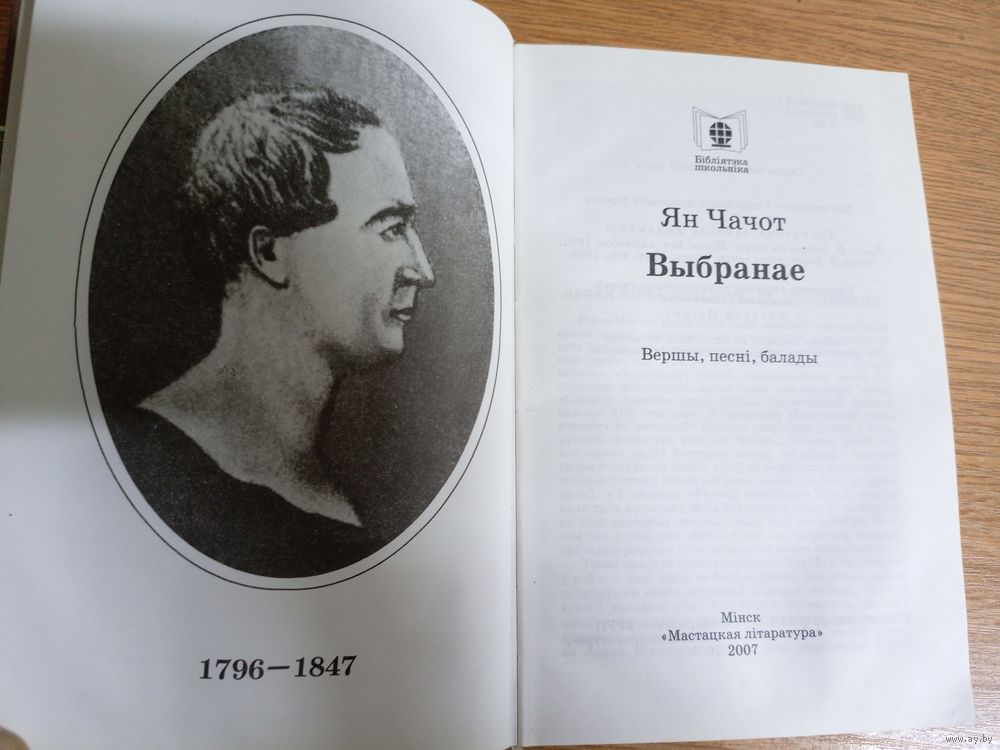 1796—1847
Бібліятэка
школьніка
Ян Чачот
Выбранае
Вершы, песні, балады
Мінск
«Мастацкая літаратура»
2007
www.ay.by